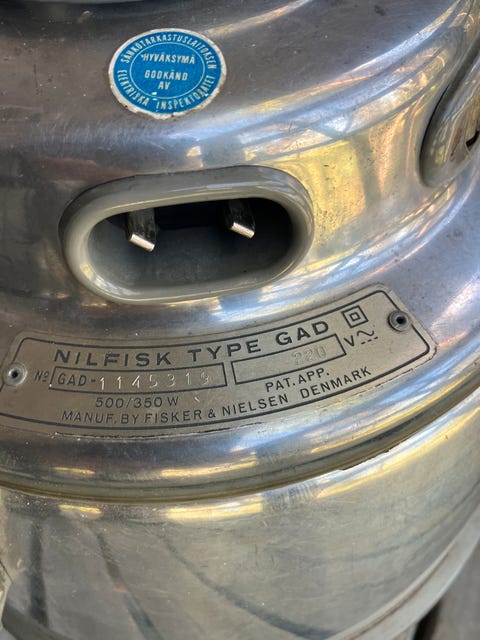 SÄHKÖTARKASTUSLAITOKSEN
HYVÄKSYMÄ
GODKÄND
AV
ELEKTRISKA INSPEKTORATET
NILFISK TYPE GAD
Nº GAD-1145319 220 V
500/350 W PAT. APP.
MANUF. BY FISKER & NIELSEN DENMARK